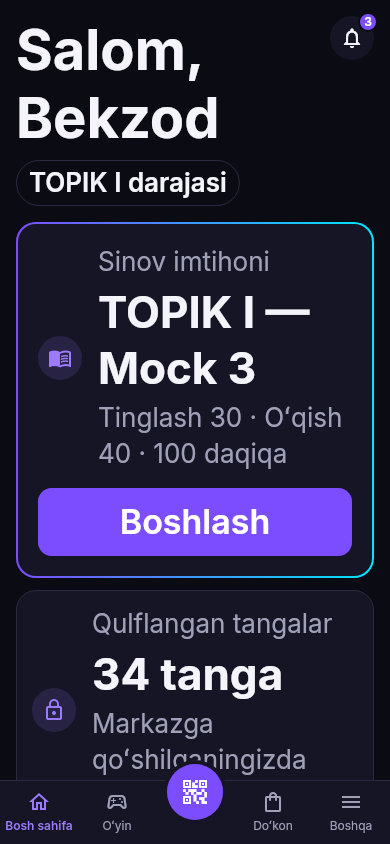 Salom,
3
Bekzod
TOPIK I darajasi
Sinov imtihoni
TOPIK I —
Mock 3
Tinglash 30 · Oʻqish
40 · 100 daqiqa
Boshlash
Qulflangan tangalar
34 tanga
Markazga
qoʻshilganingizda
Bosh sahifa
Oʻyin
Doʻkon
Boshqa